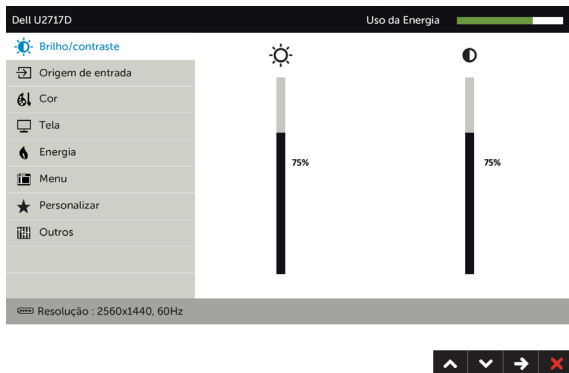 Dell U2717D Uso da Energia
Brilho/contraste
Origem de entrada
Cor
Tela
Energia
Menu
Personalizar
Outros
75% 75%
Resolução : 2560x1440, 60Hz